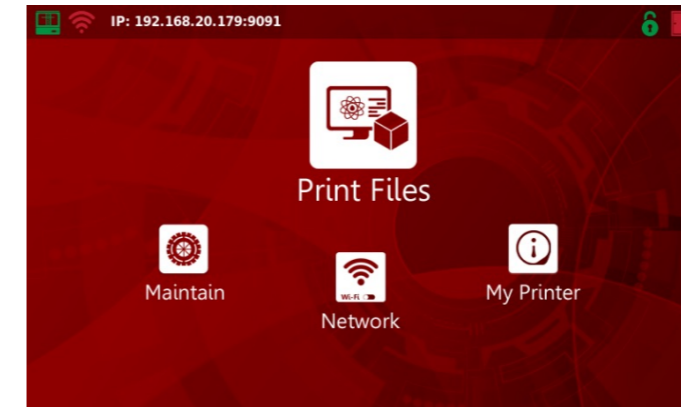 IP: 192.168.20.179:9091
Print Files
Maintain
Wi-Fi
Network
My Printer